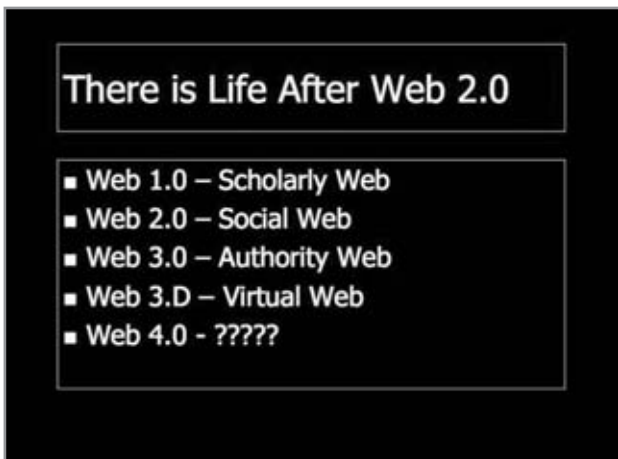 There is Life After Web 2.0
■ Web 1.0 – Scholarly Web
■ Web 2.0 – Social Web
■ Web 3.0 – Authority Web
■ Web 3.D – Virtual Web
■ Web 4.0 - ?????